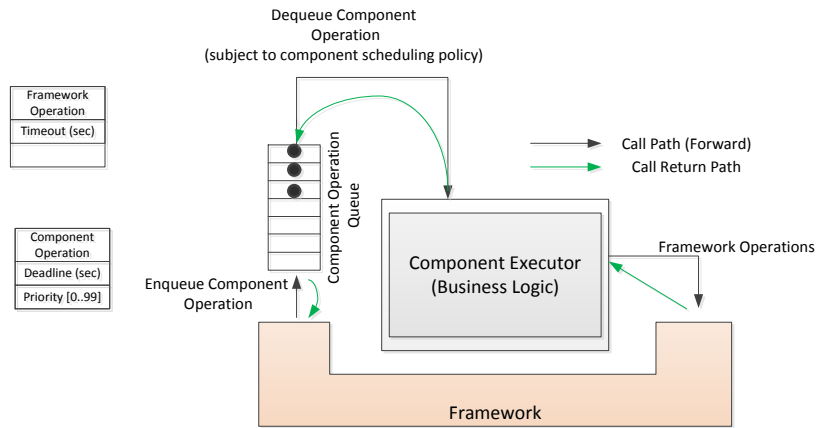 Dequeue Component
Operation
(subject to component scheduling policy)
Framework
Operation
Timeout (sec)
Component
Operation
Deadline (sec)
Priority [0..99]
Component Operation
Queue
Enqueue Component
Operation
Call Path (Forward)
Call Return Path
Component Executor
(Business Logic)
Framework Operations
Framework